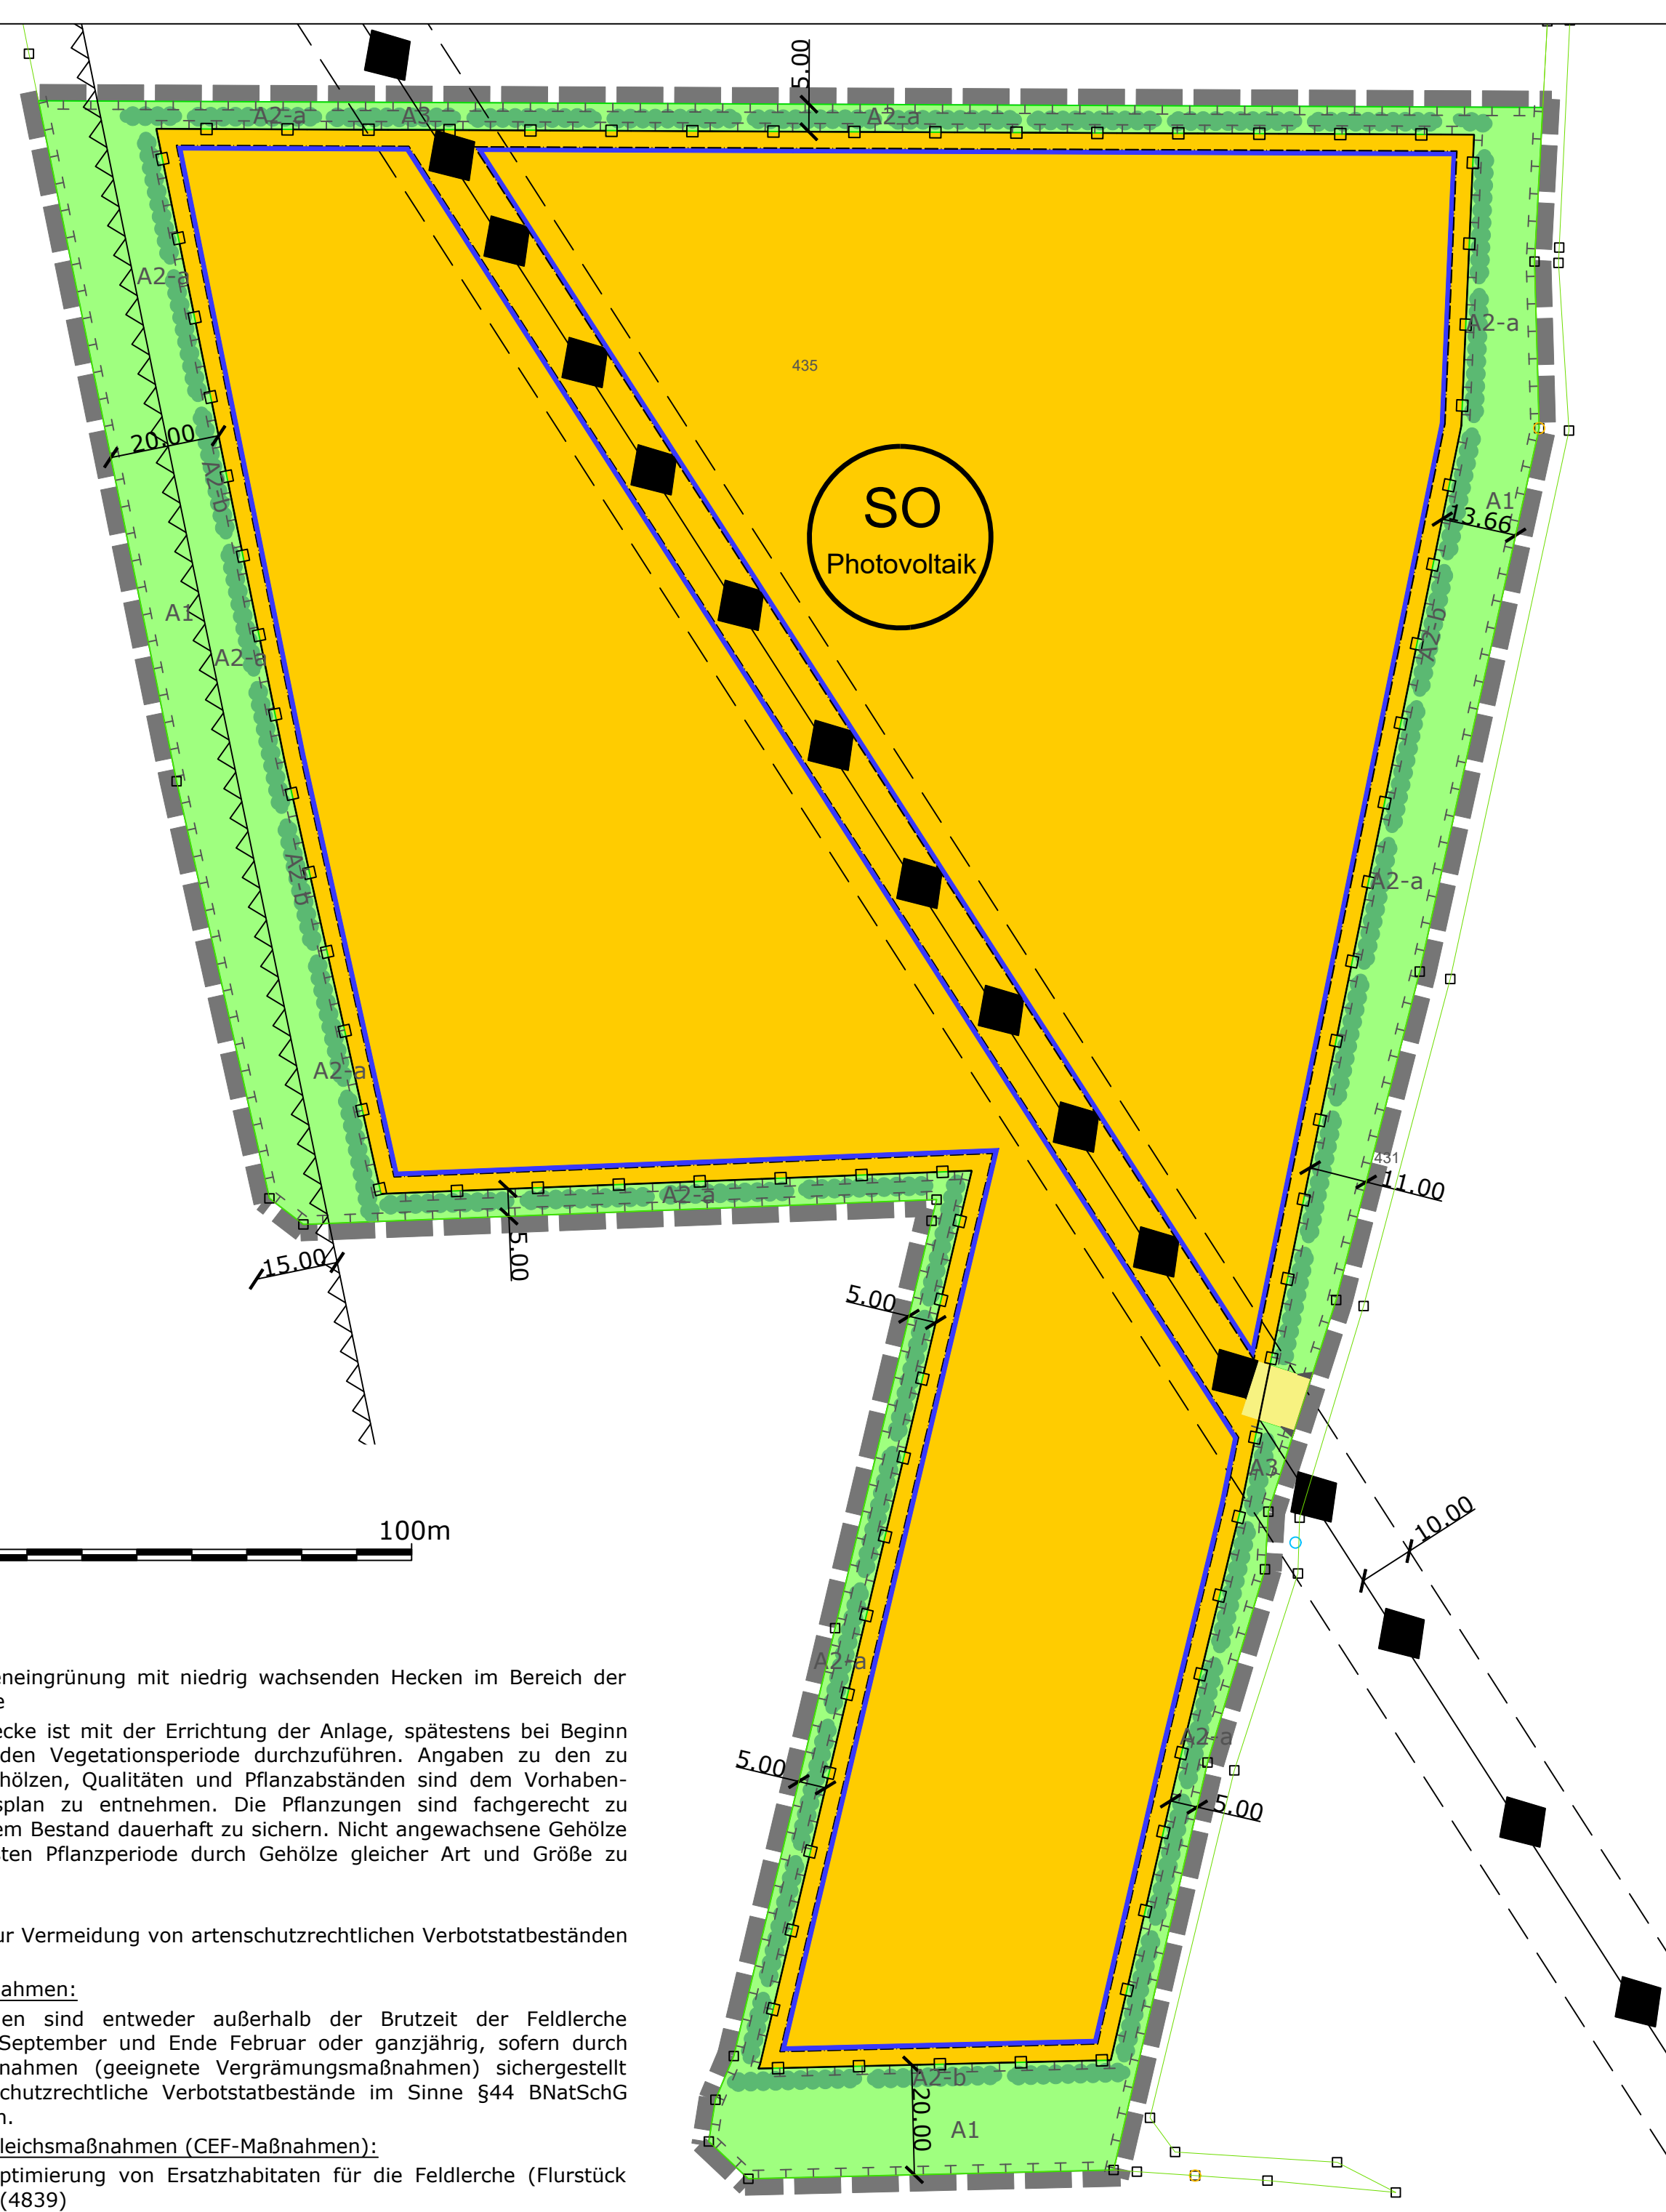 5.00
A2-a
A3
A2-a
A2-a
A2-a
435
20.00
A2-b
SO
Photovoltaik
A1
13.66
A1
A2-a
A2-b
A2-b
A2-a
A2-a
431
11.00
A2-a
5.00
15.00
5.00
A3
100m
10.00
A2-a
A2-a
5.00
5.00
A2-b
20.00
A1
eneingrünung mit niedrig wachsenden Hecken im Bereich der
e
ecke ist mit der Errichtung der Anlage, spätestens bei Beginn
den Vegetationsperiode durchzuführen. Angaben zu den zu
hölzen, Qualitäten und Pflanzabständen sind dem Vorhaben-
splan zu entnehmen. Die Pflanzungen sind fachgerecht zu
em Bestand dauerhaft zu sichern. Nicht angewachsene Gehölze
sten Pflanzperiode durch Gehölze gleicher Art und Größe zu
ur Vermeidung von artenschutzrechtlichen Verbotstatbeständen
ahmen:
en sind entweder außerhalb der Brutzeit der Feldlerche
September und Ende Februar oder ganzjährig, sofern durch
nahmen (geeignete Vergrämungsmaßnahmen) sichergestellt
chutzrechtliche Verbotstatbestände im Sinne §44 BNatSchG
n.
leichsmaßnahmen (CEF-Maßnahmen):
ptimierung von Ersatzhabitaten für die Feldlerche (Flurstück
(4839)